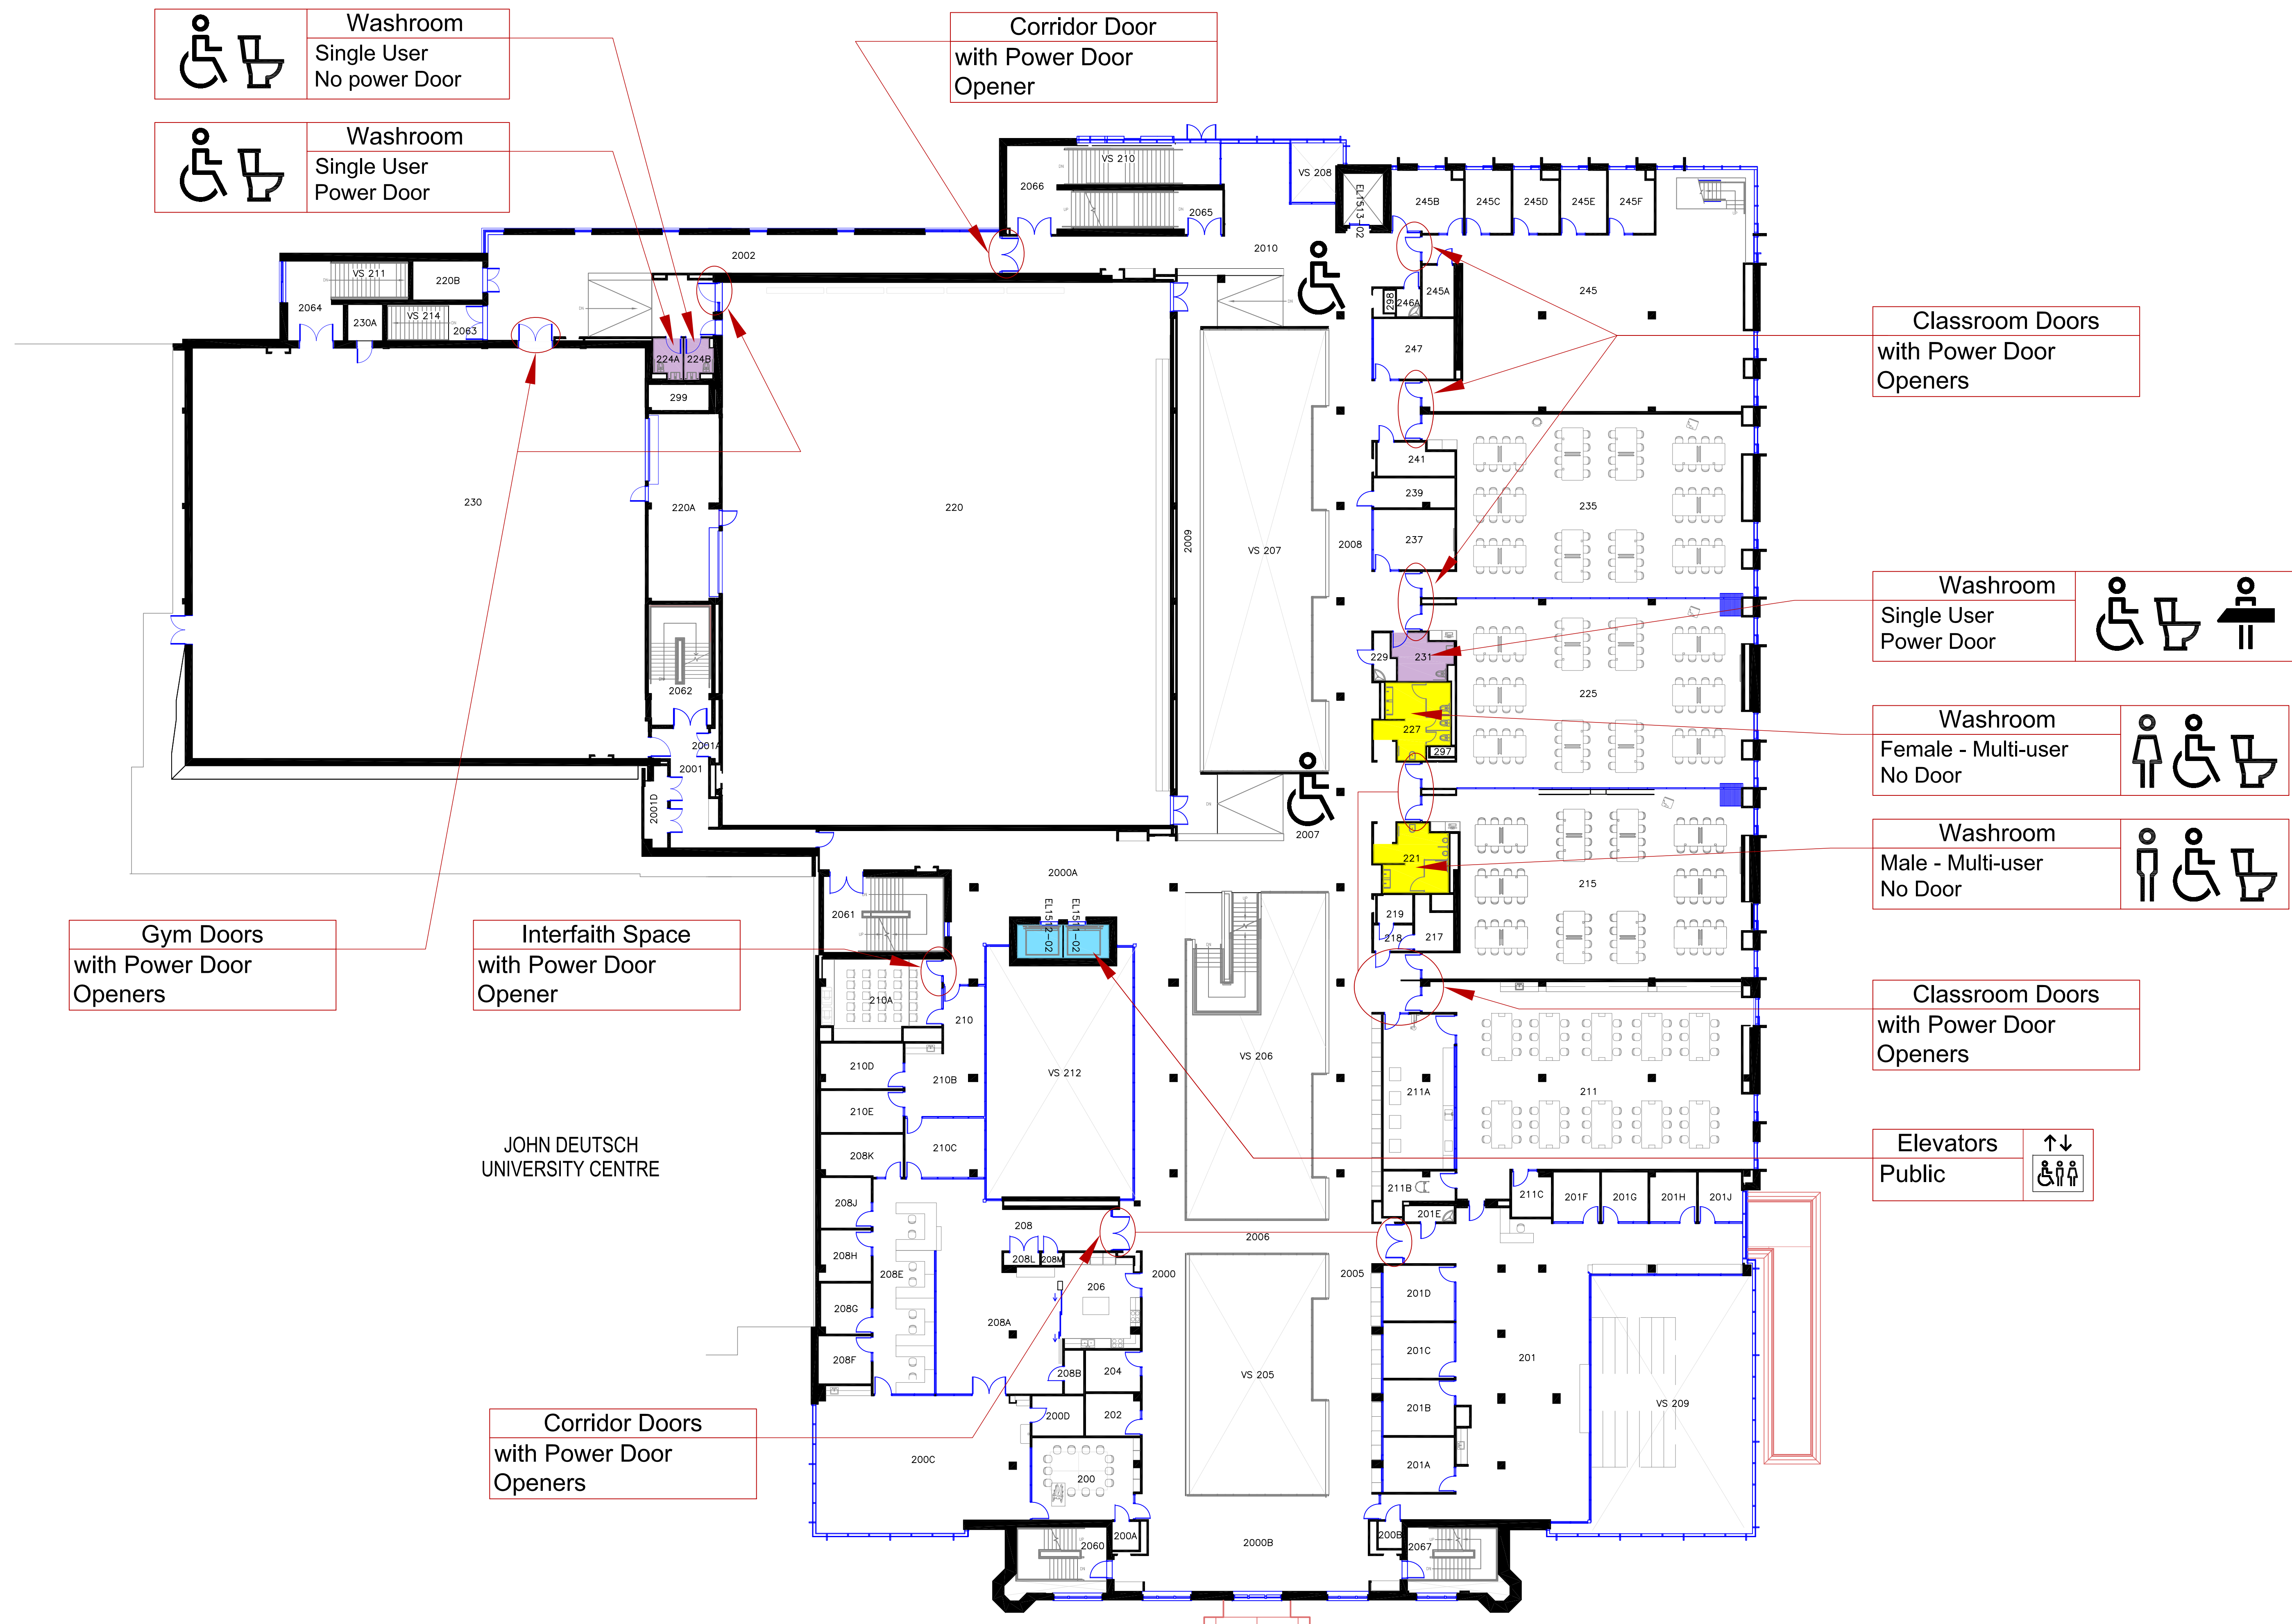 Washroom
Single User
No power Door
Washroom
Single User
Power Door
Corridor Door
with Power Door
Opener
VS 210
2066
2065
VS 208
EL1513-02
245B
245C
245D
245E
245F
2002
2010
VS 211
220B
2064
230A
VS 214
2063
245A
245
246A
298
247
224A
224B
299
Classroom Doors
with Power Door
Openers
241
239
235
230
220A
220
2009
VS 207
2008
237
Washroom
Single User
Power Door
229
231
225
2062
227
297
2001A
2001
2001D
Washroom
Female - Multi-user
No Door
2007
Washroom
Male - Multi-user
No Door
221
215
2000A
219
218
217
2061
Gym Doors
with Power Door
Openers
Interfaith Space
with Power Door
Opener
210A
210
Classroom Doors
with Power Door
Openers
VS 206
VS 212
210D
210B
210E
210C
211A
211
JOHN DEUTSCH
UNIVERSITY CENTRE
208K
Elevators
Public
208J
211B
211C
201E
201F
201G
201H
201J
208
2006
208H
208L
208M
208E
2000
2005
206
201D
208G
208A
208F
208B
204
201C
201
VS 205
VS 209
Corridor Doors
with Power Door
Openers
200D
202
201B
200C
200
201A
200A
200B
2060
2000B
2067